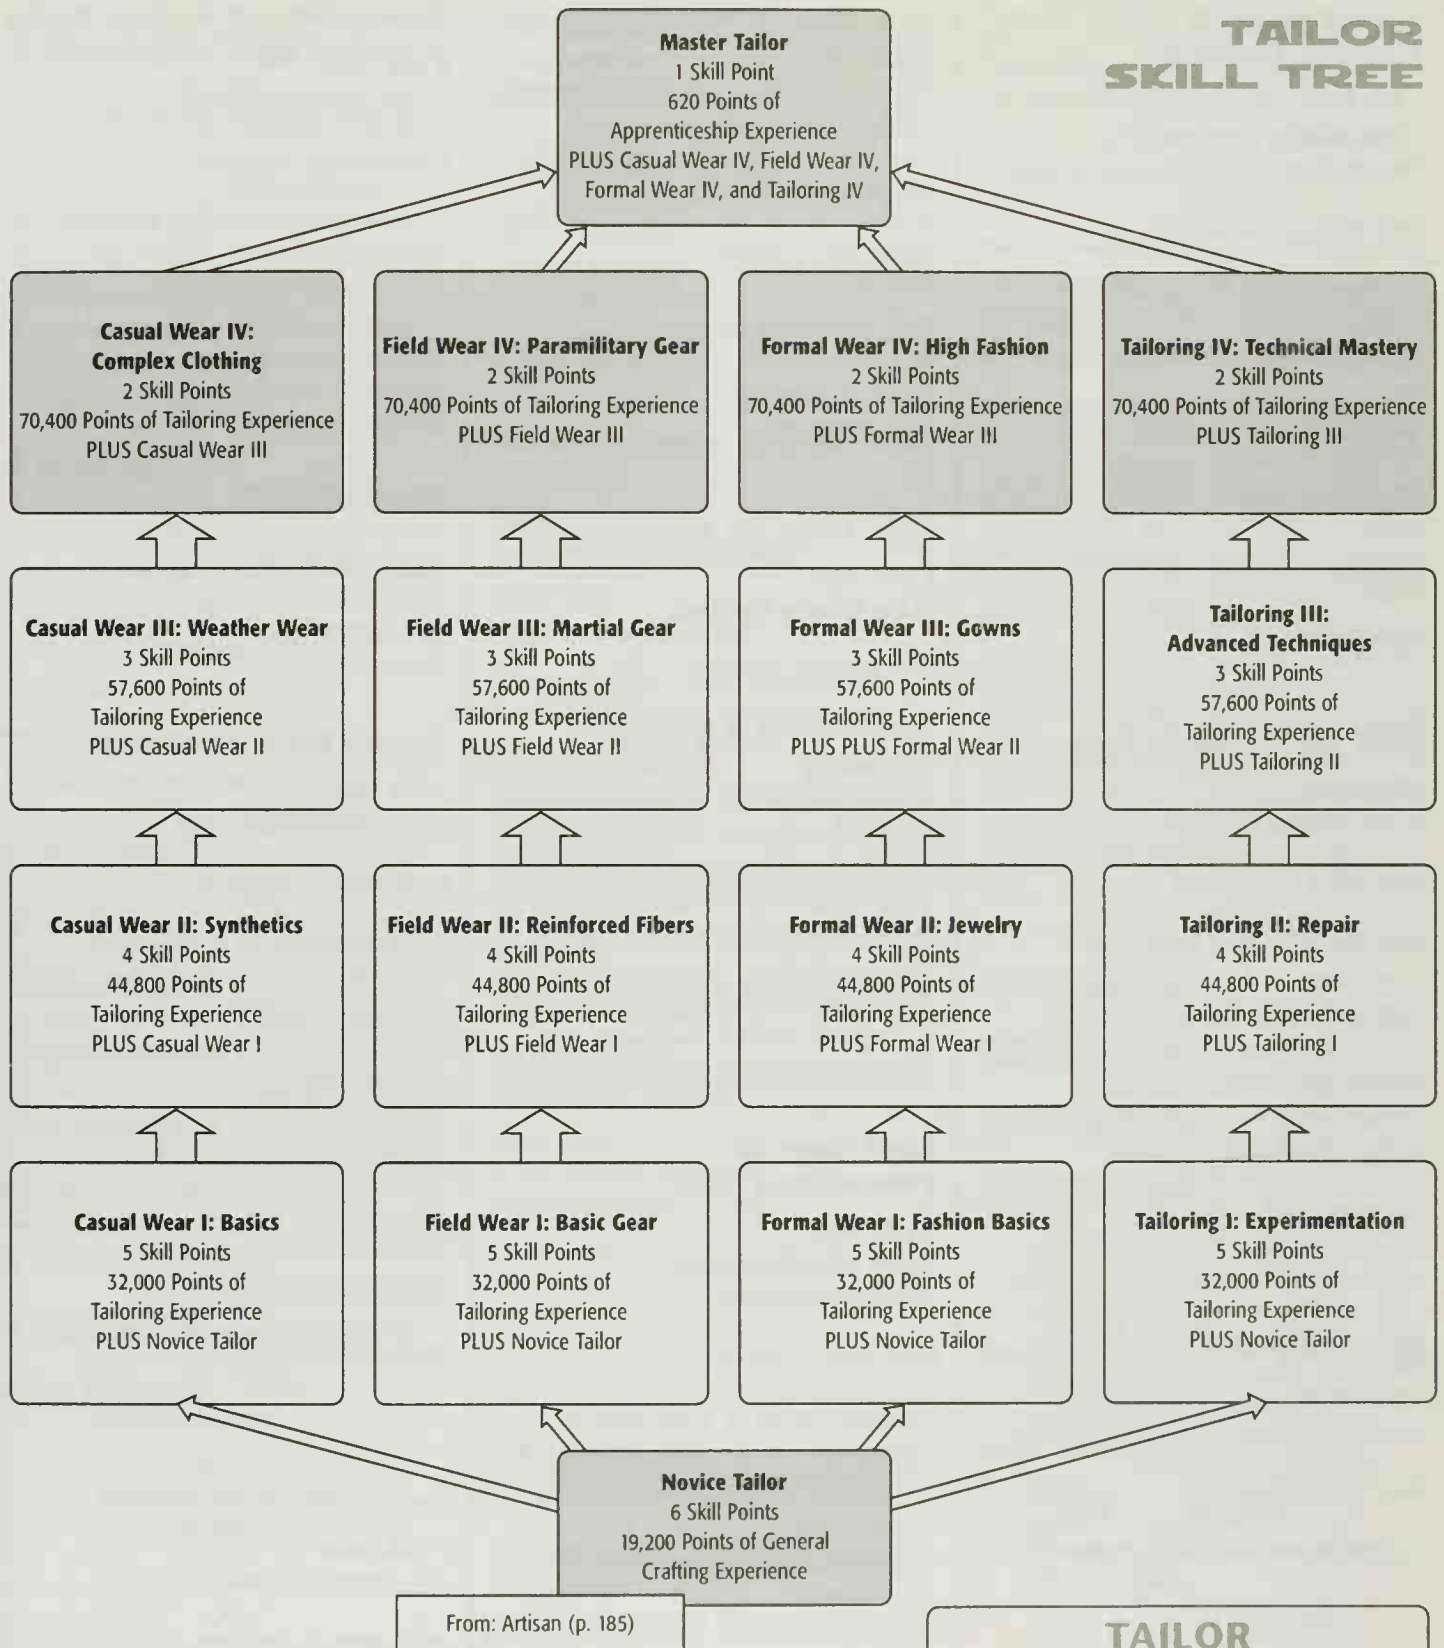 TAILOR
SKILL TREE
Master Tailor
1 Skill Point
620 Points of
Apprenticeship Experience
PLUS Casual Wear IV, Field Wear IV,
Formal Wear IV, and Tailoring IV
Casual Wear IV:
Complex Clothing
2 Skill Points
70,400 Points of Tailoring Experience
PLUS Casual Wear III
Field Wear IV: Paramilitary Gear
2 Skill Points
70,400 Points of Tailoring Experience
PLUS Field Wear III
Formal Wear IV: High Fashion
2 Skill Points
70,400 Points of Tailoring Experience
PLUS Formal Wear III
Tailoring IV: Technical Mastery
2 Skill Points
70,400 Points of Tailoring Experience
PLUS Tailoring III
Casual Wear III: Weather Wear
3 Skill Points
57,600 Points of
Tailoring Experience
PLUS Casual Wear II
Field Wear III: Martial Gear
3 Skill Points
57,600 Points of
Tailoring Experience
PLUS Field Wear II
Formal Wear III: Gowns
3 Skill Points
57,600 Points of
Tailoring Experience
PLUS PLUS Formal Wear II
Tailoring III:
Advanced Techniques
3 Skill Points
57,600 Points of
Tailoring Experience
PLUS Tailoring II
Casual Wear II: Synthetics
4 Skill Points
44,800 Points of
Tailoring Experience
PLUS Casual Wear I
Field Wear II: Reinforced Fibers
4 Skill Points
44,800 Points of
Tailoring Experience
PLUS Field Wear I
Formal Wear II: Jewelry
4 Skill Points
44,800 Points of
Tailoring Experience
PLUS Formal Wear I
Tailoring II: Repair
4 Skill Points
44,800 Points of
Tailoring Experience
PLUS Tailoring I
Casual Wear I: Basics
5 Skill Points
32,000 Points of
Tailoring Experience
PLUS Novice Tailor
Field Wear I: Basic Gear
5 Skill Points
32,000 Points of
Tailoring Experience
PLUS Novice Tailor
Formal Wear I: Fashion Basics
5 Skill Points
32,000 Points of
Tailoring Experience
PLUS Novice Tailor
Tailoring I: Experimentation
5 Skill Points
32,000 Points of
Tailoring Experience
PLUS Novice Tailor
Novice Tailor
6 Skill Points
19,200 Points of General
Crafting Experience
From: Artisan (p. 185)
TAILOR